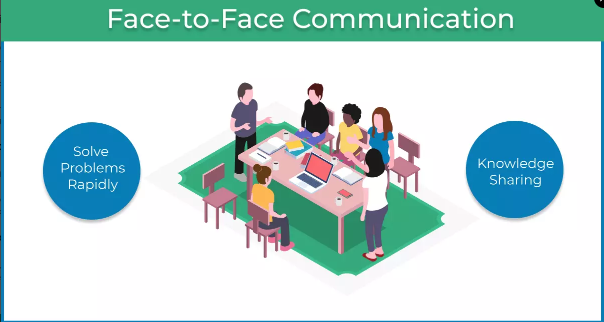 Face-to-Face Communication
Solve
Problems
Rapidly
Knowledge
Sharing